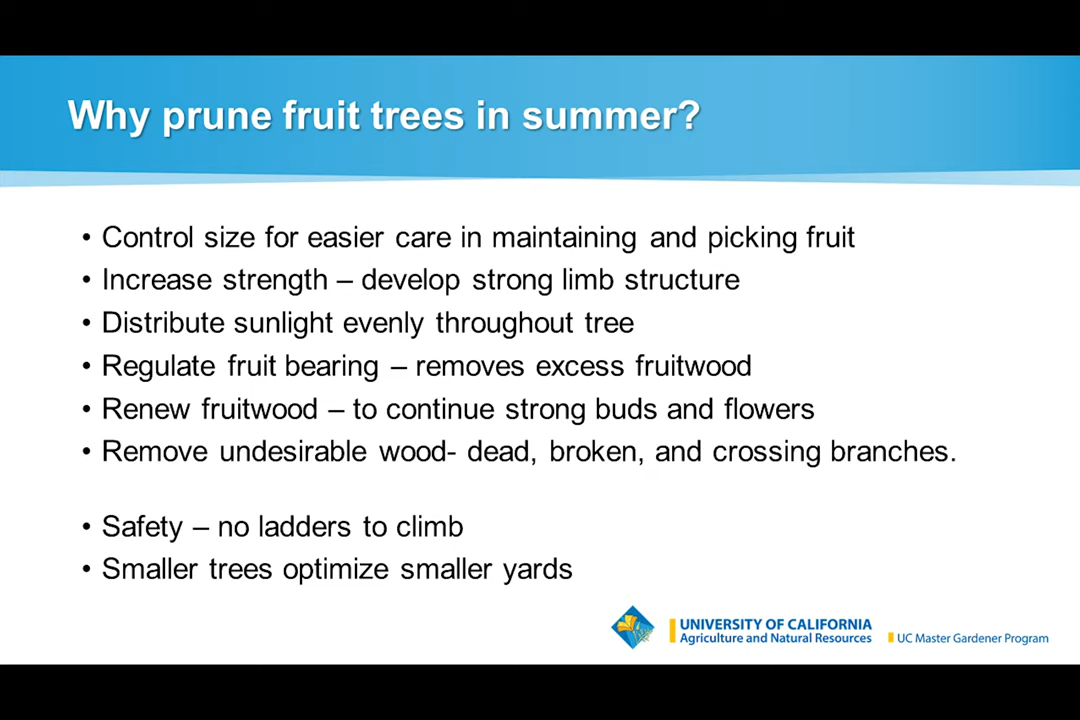 Why prune fruit trees in summer?
• Control size for easier care in maintaining and picking fruit
• Increase strength – develop strong limb structure
• Distribute sunlight evenly throughout tree
• Regulate fruit bearing – removes excess fruitwood
• Renew fruitwood – to continue strong buds and flowers
• Remove undesirable wood- dead, broken, and crossing branches.
• Safety – no ladders to climb
• Smaller trees optimize smaller yards
UNIVERSITY OF CALIFORNIA
Agriculture and Natural Resources
UC Master Gardener Program